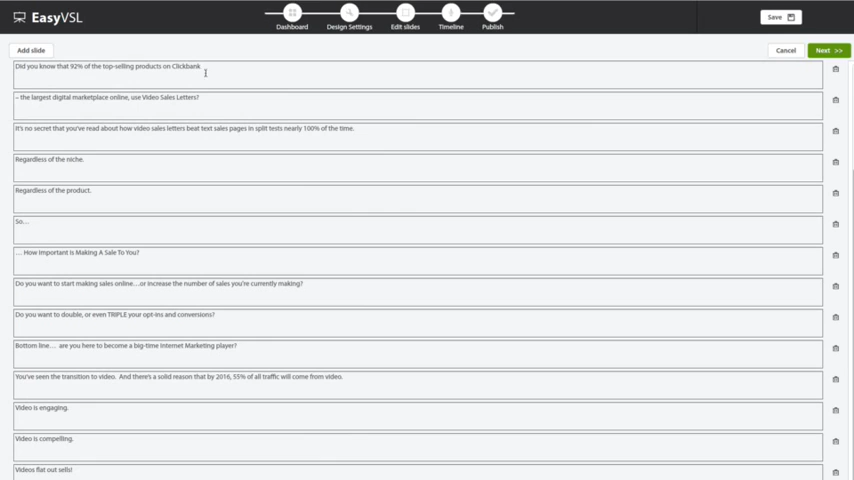 EasyVSL
Dashboard
Design Settings
Edit slides
Timeline
Publish
Save
Add slide
Cancel
Next >>
Did you know that 92% of the top-selling products on Clickbank
– the largest digital marketplace online, use Video Sales Letters?
It's no secret that you've read about how video sales letters beat text sales pages in split tests nearly 100% of the time.
Regardless of the niche.
Regardless of the product.
So…
… How Important Is Making A Sale To You?
Do you want to start making sales online…or increase the number of sales you're currently making?
Do you want to double, or even TRIPLE your opt-ins and conversions?
Bottom line… are you here to become a big-time Internet Marketing player?
You've seen the transition to video. And there's a solid reason that by 2016, 55% of all traffic will come from video.
Video is engaging.
Video is compelling.
Videos flat out sells!